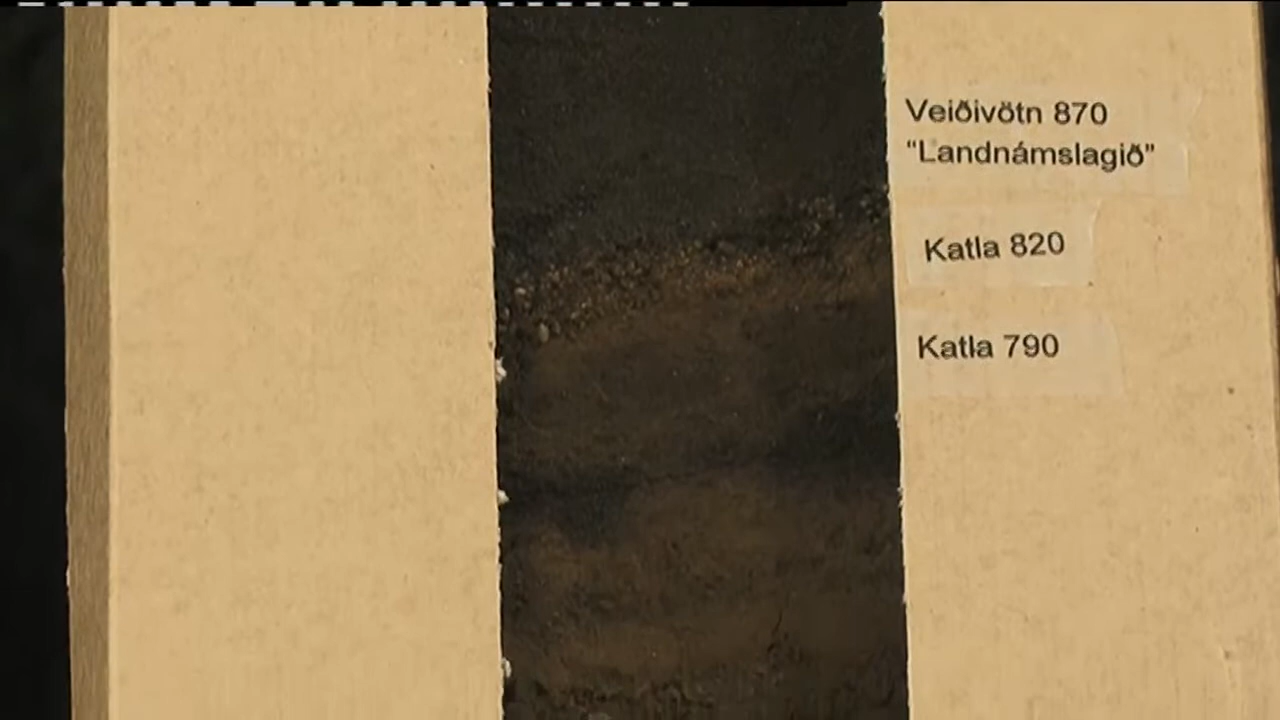 Veiðivötn 870
“Landnámslagið”
Katla 820
Katla 790